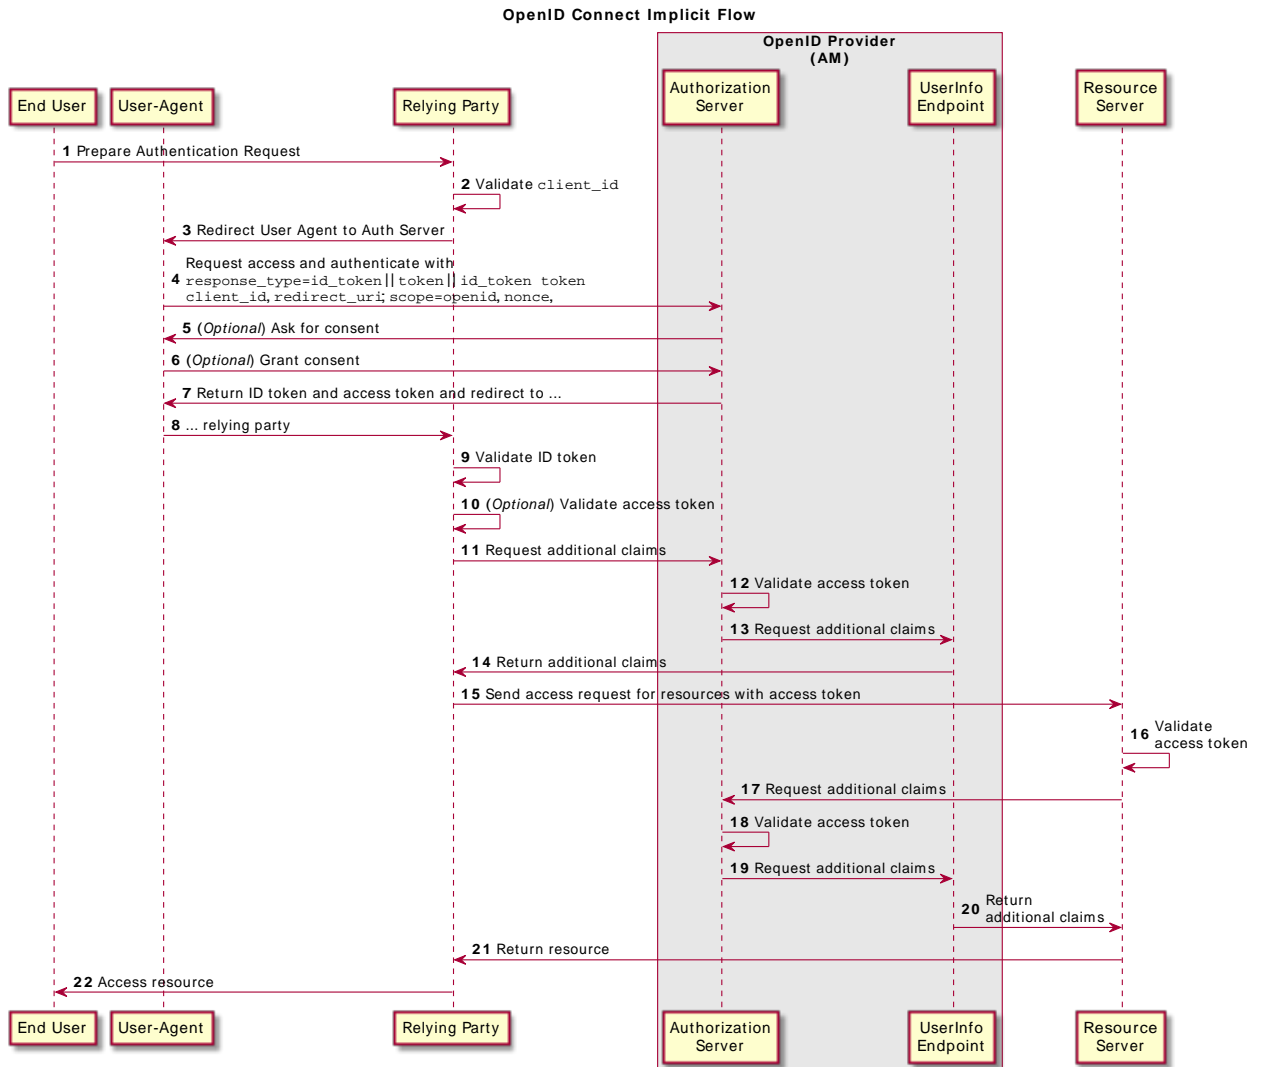 OpenID Connect Implicit Flow
OpenID Provider
(AM)
End User
User-Agent
Relying Party
Authorization
Server
UserInfo
Endpoint
Resource
Server
1 Prepare Authentication Request
2 Validate client_id
3 Redirect User Agent to Auth Server
Request access and authenticate with
4 response_type=id_token || token || id_token token
client_id, redirect_uri; scope=openid, nonce,
5 (Optional) Ask for consent
6 (Optional) Grant consent
7 Return ID token and access token and redirect to ...
8 ... relying party
9 Validate ID token
10 (Optional) Validate access token
11 Request additional claims
12 Validate access token
13 Request additional claims
14 Return additional claims
15 Send access request for resources with access token
16 Validate
access token
17 Request additional claims
18 Validate access token
19 Request additional claims
20 Return
additional claims
21 Return resource
22 Access resource
End User
User-Agent
Relying Party
Authorization
Server
UserInfo
Endpoint
Resource
Server